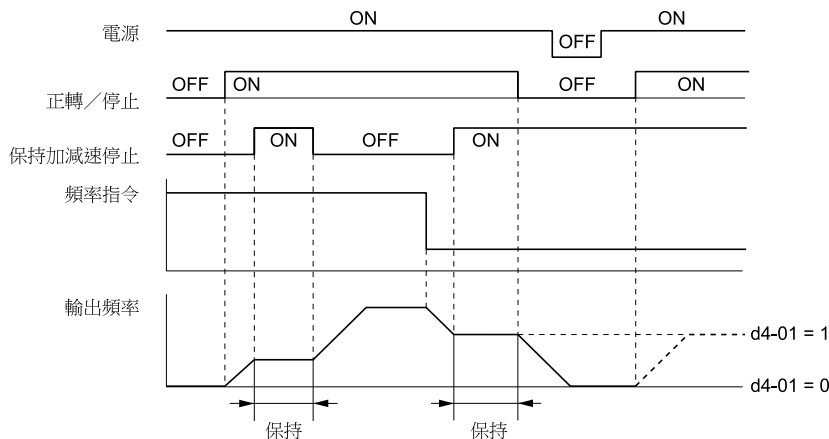 ON
ON
電源
OFF
OFF
ON
OFF
ON
正轉／停止
OFF
ON
OFF
ON
保持加減速停止
頻率指令
輸出頻率
d4-01 = 1
d4-01 = 0
保持
保持